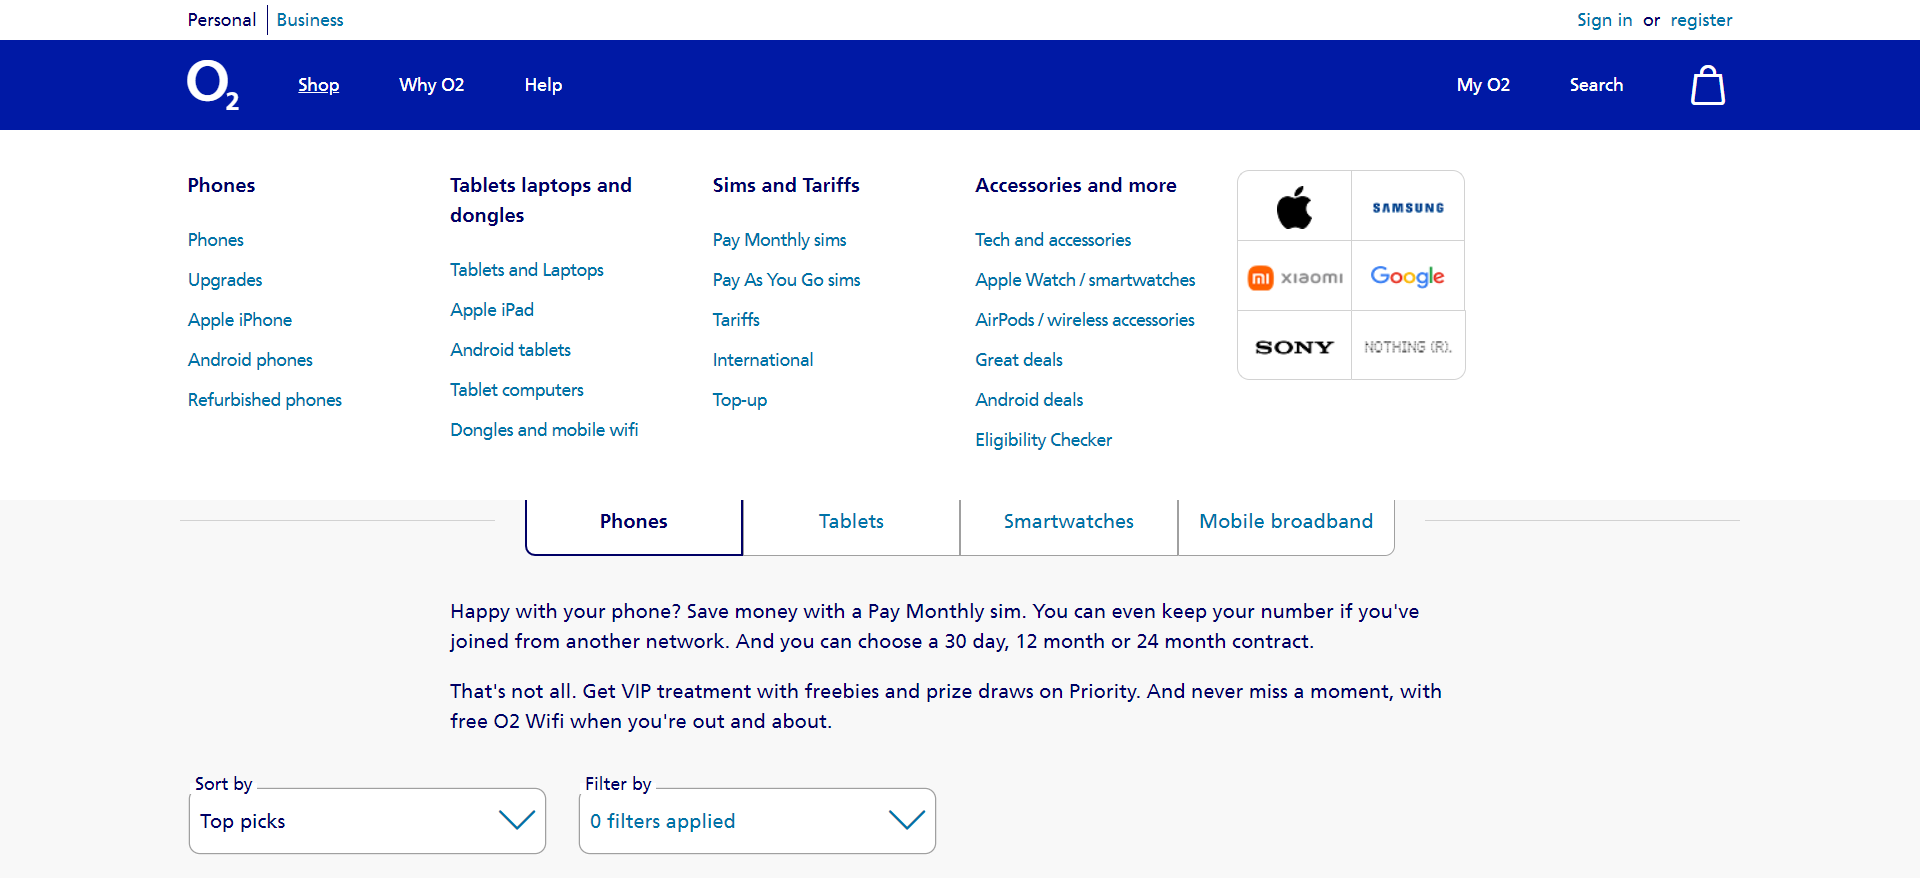 Personal
Business
Sign in or register
O2
Shop
Why O2
Help
My O2
Search
Phones
Phones
Upgrades
Apple iPhone
Android phones
Refurbished phones
Tablets laptops and
dongles
Tablets and Laptops
Apple iPad
Android tablets
Tablet computers
Dongles and mobile wifi
Sims and Tariffs
Pay Monthly sims
Pay As You Go sims
Tariffs
International
Top-up
Accessories and more
Tech and accessories
Apple Watch / smartwatches
AirPods / wireless accessories
Great deals
Android deals
Eligibility Checker
SAMSUNG
mi xiaomi
Google
SONY
NOTHING (R).
Phones
Tablets
Smartwatches
Mobile broadband
Happy with your phone? Save money with a Pay Monthly sim. You can even keep your number if you've
joined from another network. And you can choose a 30 day, 12 month or 24 month contract.
That's not all. Get VIP treatment with freebies and prize draws on Priority. And never miss a moment, with
free O2 Wifi when you're out and about.
Sort by
Top picks
Filter by
0 filters applied